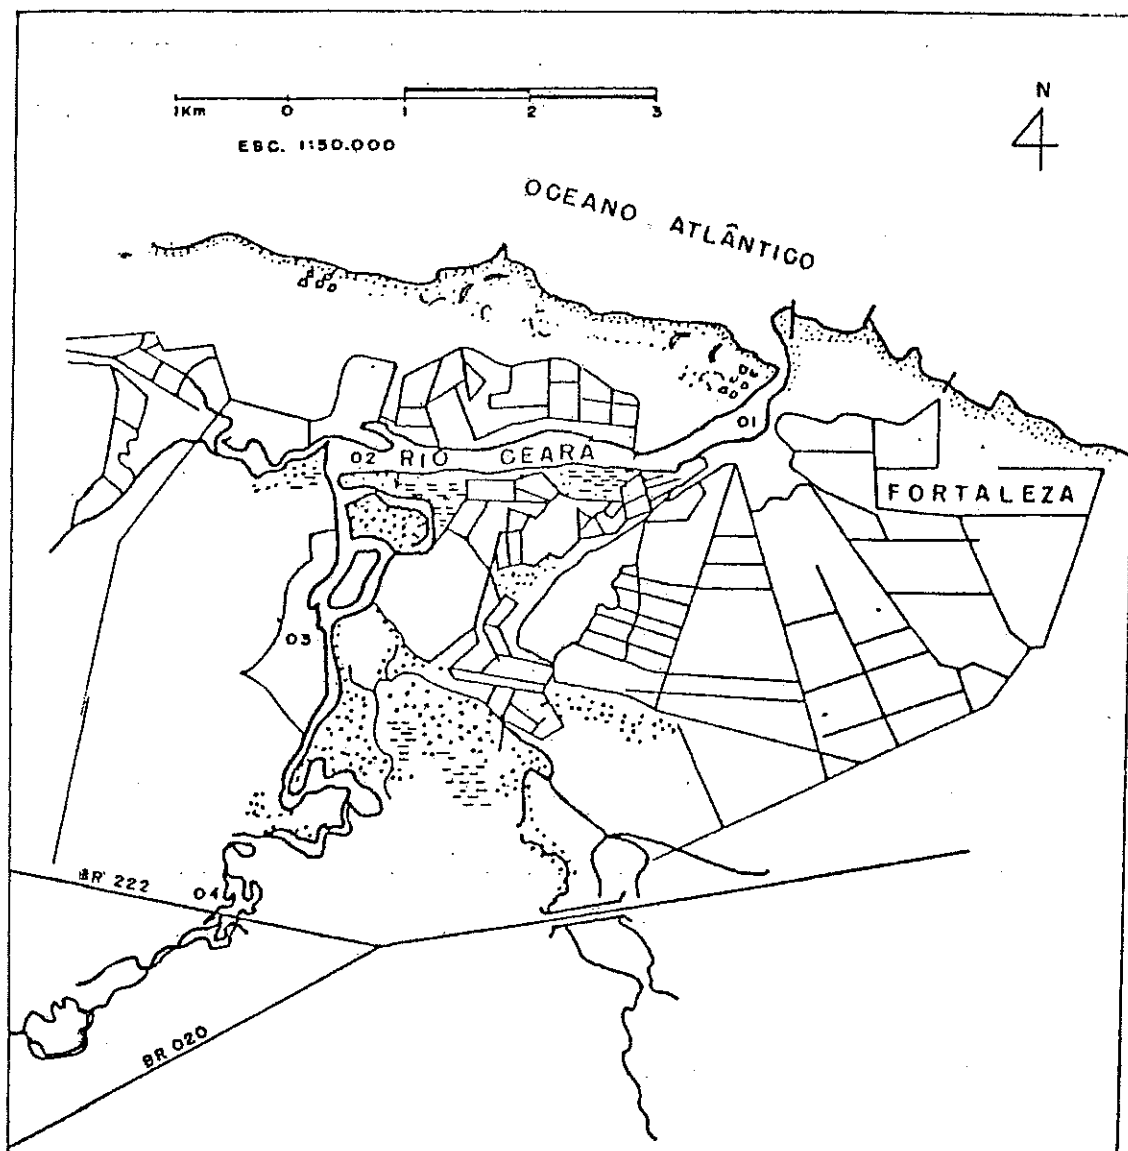 N
1Km 0 1 2 3
ESC. 1:50.000
OCEANO ATLÂNTICO
01
02 RIO CEARÁ
FORTALEZA
03
BR 222
04
BR 020